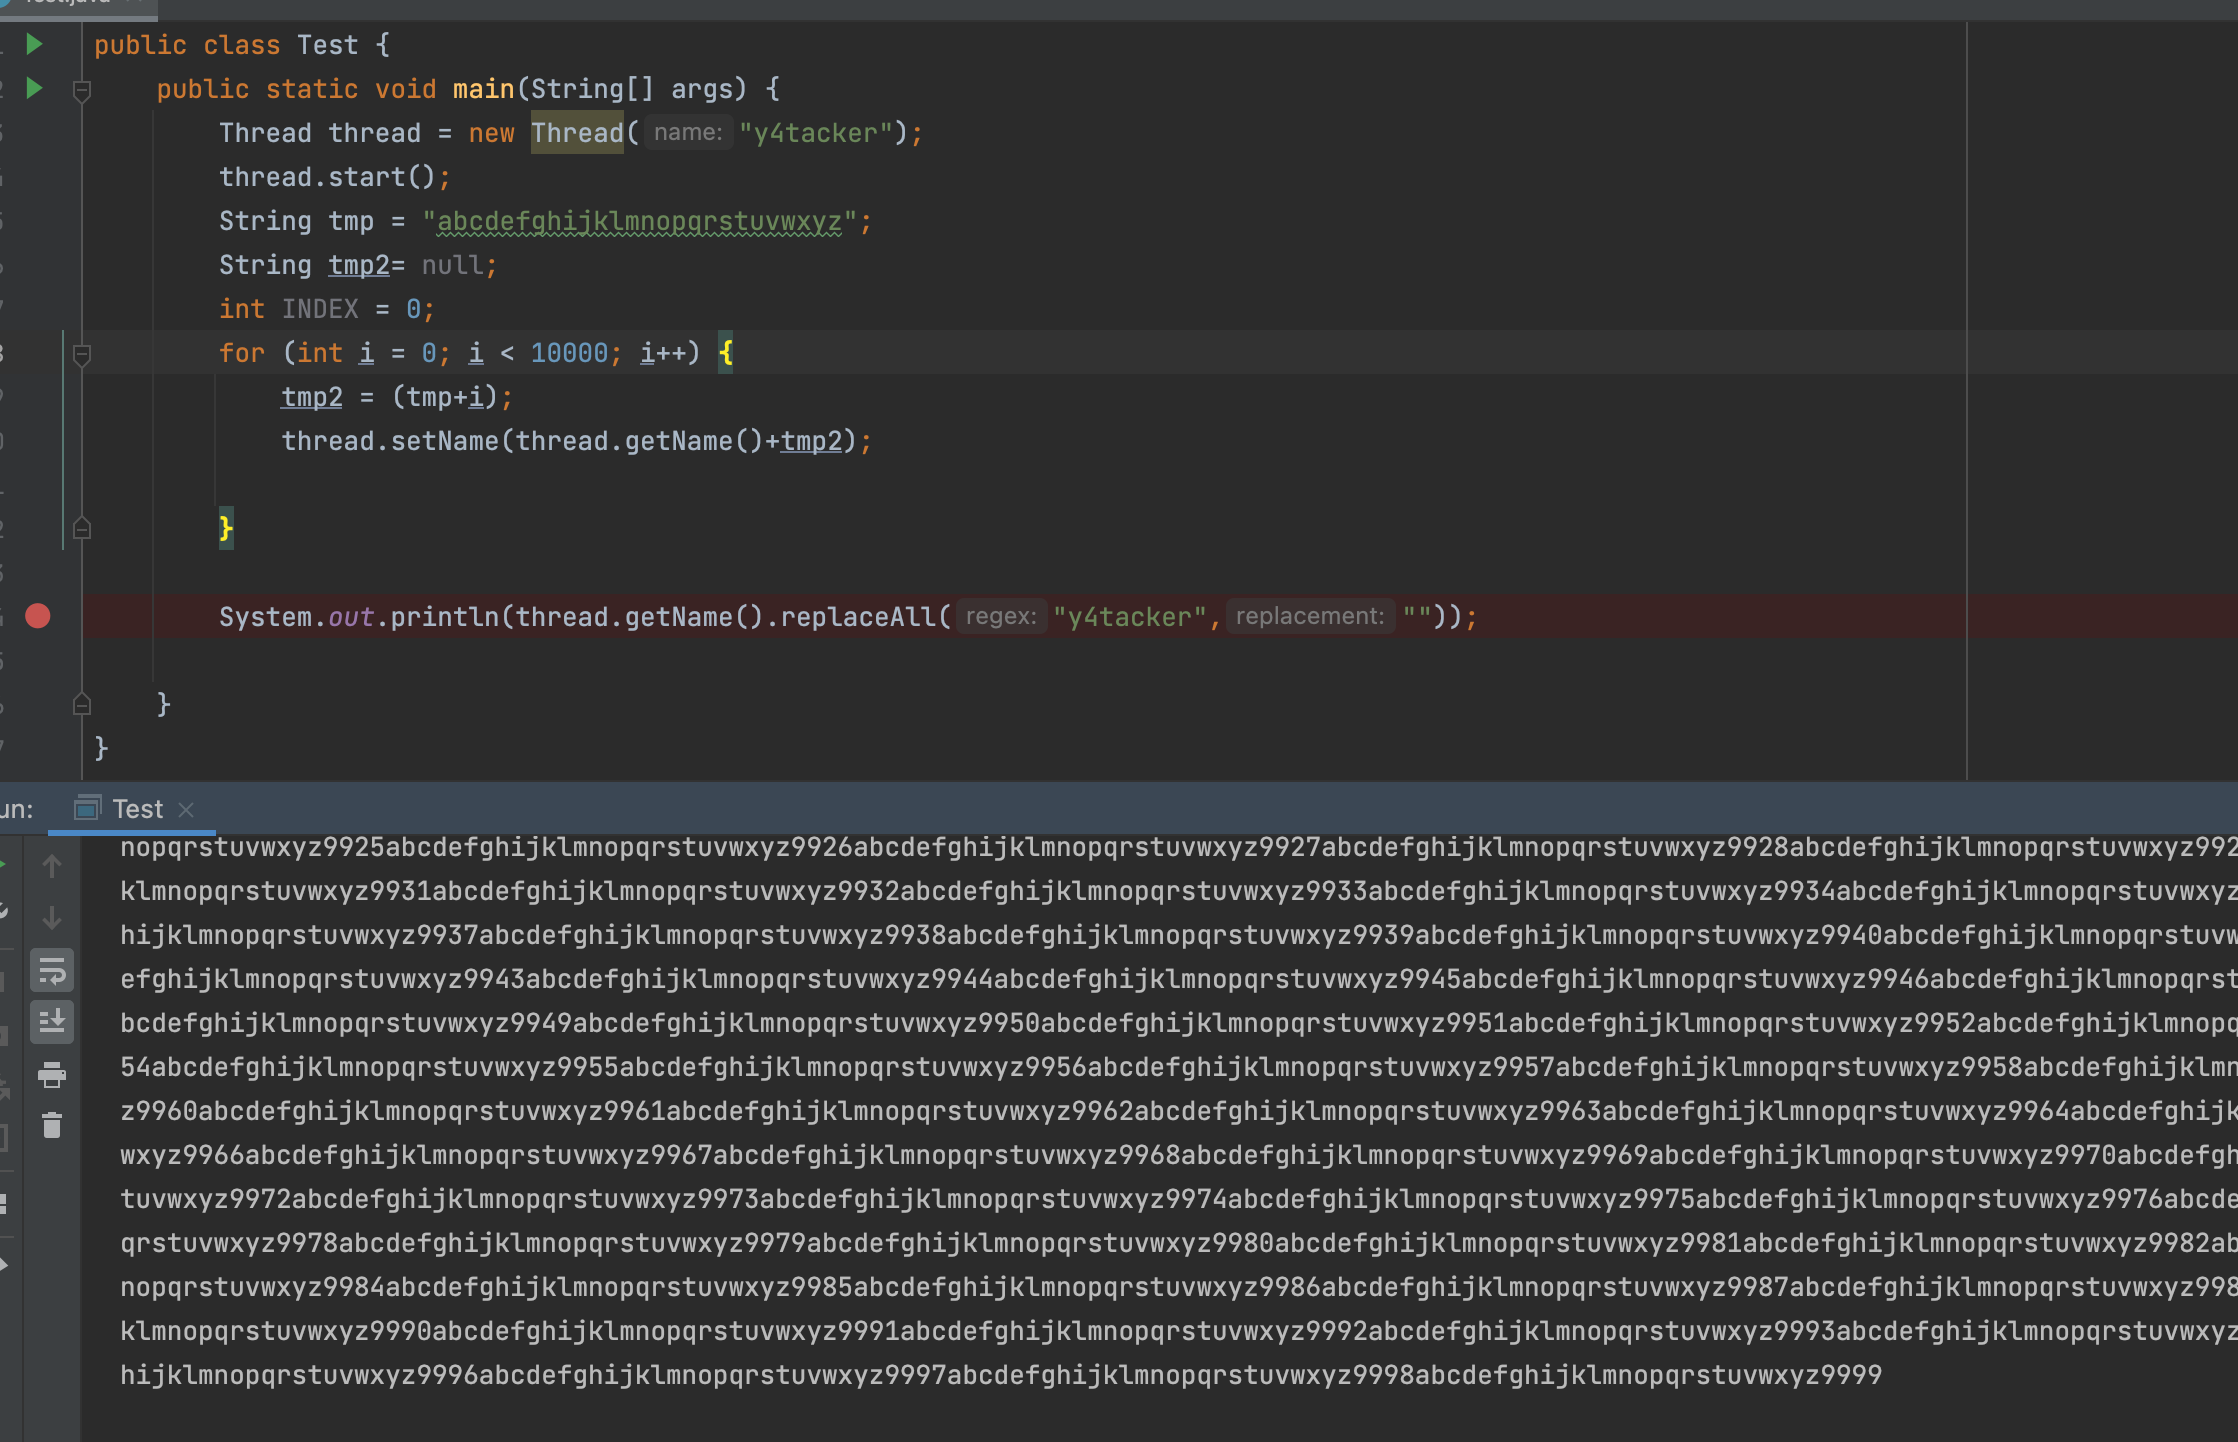 public class Test {
public static void main(String[] args) {
Thread thread = new Thread( name: "y4tacker");
thread.start();
String tmp = "abcdefghijklmnopqrstuvwxyz";
String tmp2= null;
int INDEX = 0;
for (int i = 0; i < 10000; i++) {
tmp2 = (tmp+i);
thread.setName(thread.getName()+tmp2);
}
System.out.println(thread.getName().replaceAll( regex: "y4tacker", replacement: ""));
}
}
Test
nopqrstuvwxyz9925abcdefghijklmnopqrstuvwxyz9926abcdefghijklmnopqrstuvwxyz9927abcdefghijklmnopqrstuvwxyz9928abcdefghijklmnopqrstuvwxyz992
klmnopqrstuvwxyz9931abcdefghijklmnopqrstuvwxyz9932abcdefghijklmnopqrstuvwxyz9933abcdefghijklmnopqrstuvwxyz9934abcdefghijklmnopqrstuvwxyz
hijklmnopqrstuvwxyz9937abcdefghijklmnopqrstuvwxyz9938abcdefghijklmnopqrstuvwxyz9939abcdefghijklmnopqrstuvwxyz9940abcdefghijklmnopqrstuvw
efghijklmnopqrstuvwxyz9943abcdefghijklmnopqrstuvwxyz9944abcdefghijklmnopqrstuvwxyz9945abcdefghijklmnopqrstuvwxyz9946abcdefghijklmnopqrst
bcdefghijklmnopqrstuvwxyz9949abcdefghijklmnopqrstuvwxyz9950abcdefghijklmnopqrstuvwxyz9951abcdefghijklmnopqrstuvwxyz9952abcdefghijklmnopq
54abcdefghijklmnopqrstuvwxyz9955abcdefghijklmnopqrstuvwxyz9956abcdefghijklmnopqrstuvwxyz9957abcdefghijklmnopqrstuvwxyz9958abcdefghijklmn
z9960abcdefghijklmnopqrstuvwxyz9961abcdefghijklmnopqrstuvwxyz9962abcdefghijklmnopqrstuvwxyz9963abcdefghijklmnopqrstuvwxyz9964abcdefghijk
wxyz9966abcdefghijklmnopqrstuvwxyz9967abcdefghijklmnopqrstuvwxyz9968abcdefghijklmnopqrstuvwxyz9969abcdefghijklmnopqrstuvwxyz9970abcdefgh
tuvwxyz9972abcdefghijklmnopqrstuvwxyz9973abcdefghijklmnopqrstuvwxyz9974abcdefghijklmnopqrstuvwxyz9975abcdefghijklmnopqrstuvwxyz9976abcde
qrstuvwxyz9978abcdefghijklmnopqrstuvwxyz9979abcdefghijklmnopqrstuvwxyz9980abcdefghijklmnopqrstuvwxyz9981abcdefghijklmnopqrstuvwxyz9982ab
nopqrstuvwxyz9984abcdefghijklmnopqrstuvwxyz9985abcdefghijklmnopqrstuvwxyz9986abcdefghijklmnopqrstuvwxyz9987abcdefghijklmnopqrstuvwxyz998
klmnopqrstuvwxyz9990abcdefghijklmnopqrstuvwxyz9991abcdefghijklmnopqrstuvwxyz9992abcdefghijklmnopqrstuvwxyz9993abcdefghijklmnopqrstuvwxyz
hijklmnopqrstuvwxyz9996abcdefghijklmnopqrstuvwxyz9997abcdefghijklmnopqrstuvwxyz9998abcdefghijklmnopqrstuvwxyz9999